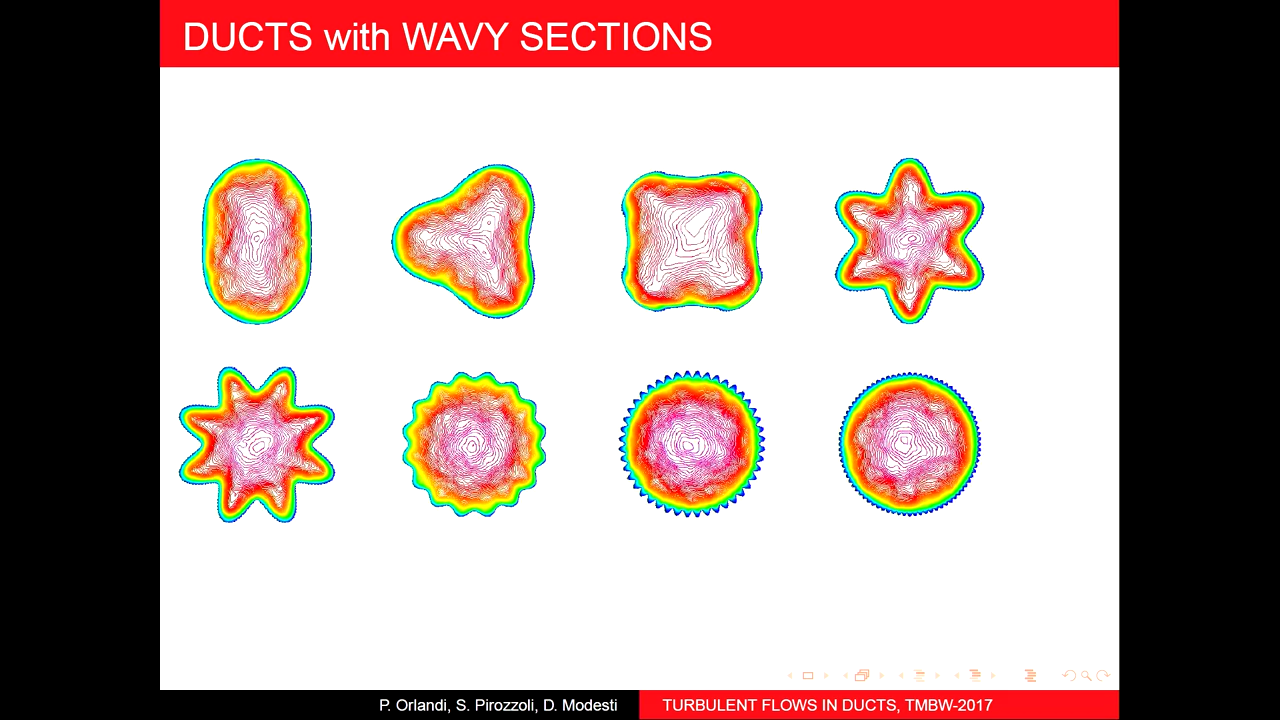 DUCTS with WAVY SECTIONS
P. Orlandi, S. Pirozzoli, D. Modesti
TURBULENT FLOWS IN DUCTS, TMBW-2017